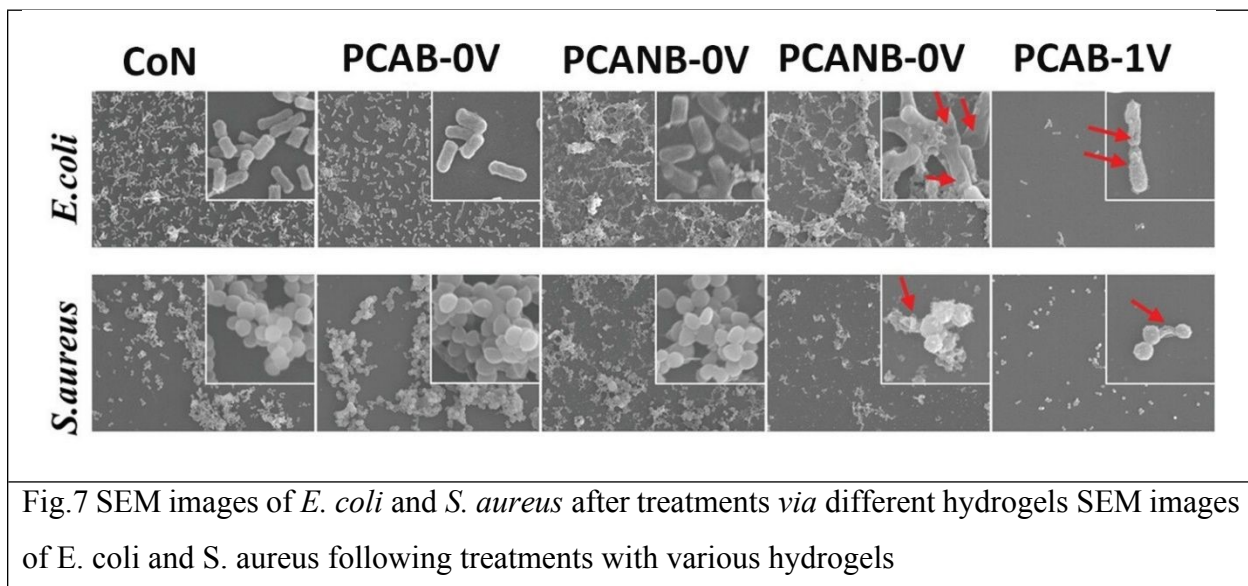 CoN PCAB-0V PCANB-0V PCANB-0V PCAB-1V
E.coli
S.aureus
Fig.7 SEM images of E. coli and S. aureus after treatments via different hydrogels SEM images
of E. coli and S. aureus following treatments with various hydrogels